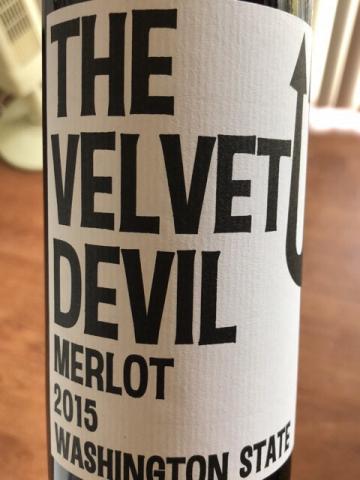 THE
VELVET
DEVIL
MERLOT
2015
WASHINGTON STATE